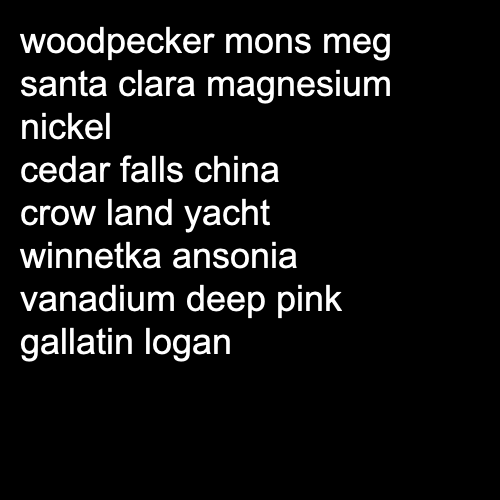 woodpecker mons meg
santa clara magnesium
nickel
cedar falls china
crow land yacht
winnetka ansonia
vanadium deep pink
gallatin logan